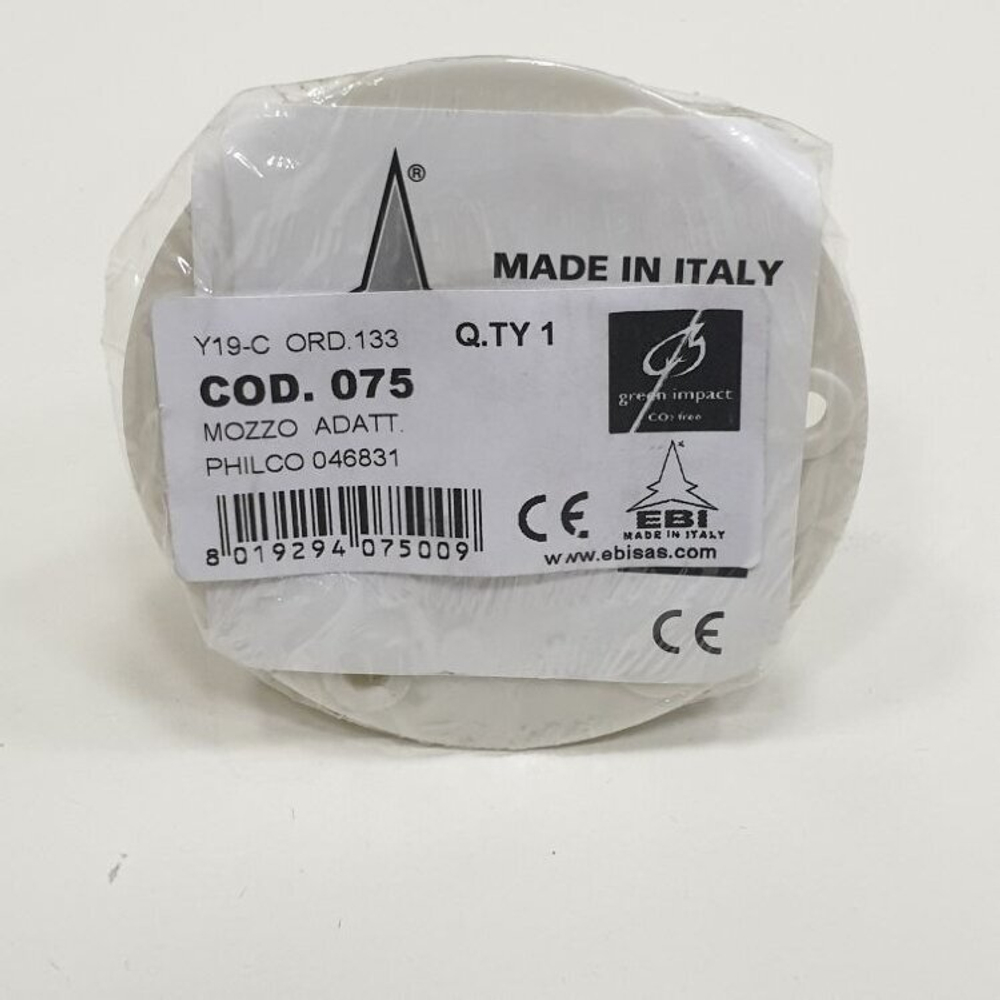 ®
MADE IN ITALY
Y19-C ORD.133
Q.TY 1
COD. 075
MOZZO ADATT.
PHILCO 046831
8 019294 075009
green impact
CO2 free
CE
EBI
MADE IN ITALY
www.ebisas.com
CE